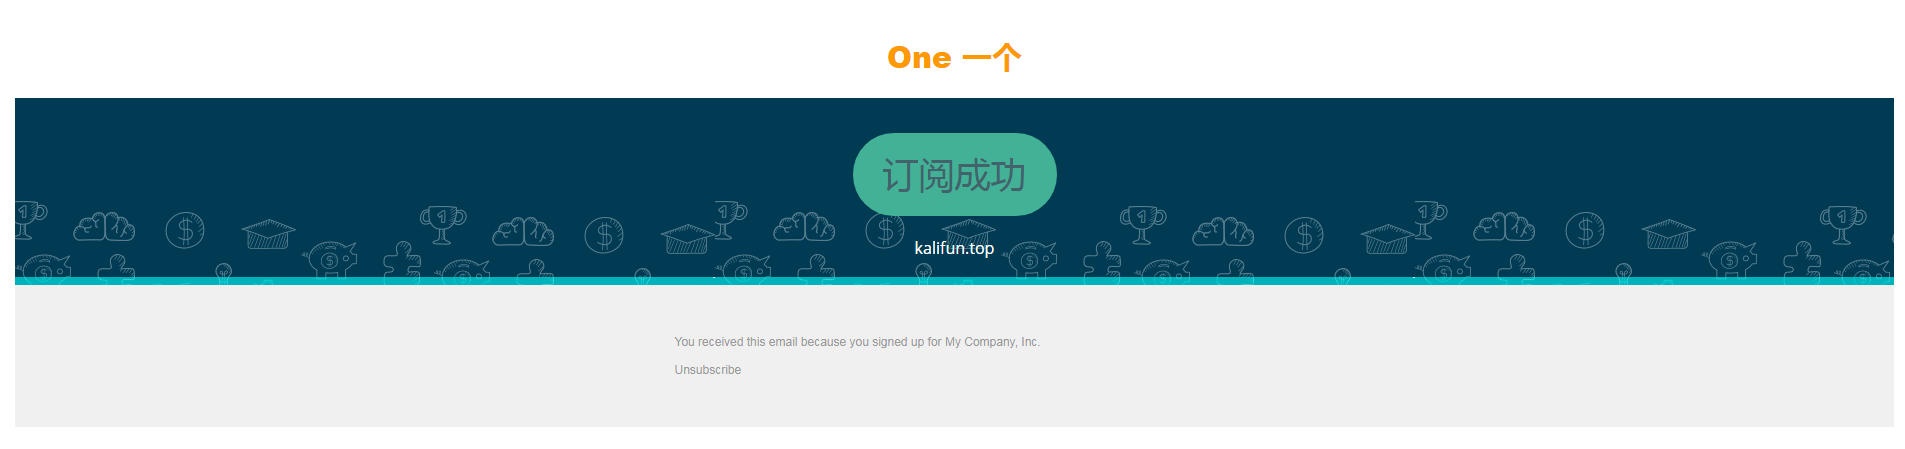 One 一个
订阅成功
kalifun.top
You received this email because you signed up for My Company, Inc.
Unsubscribe